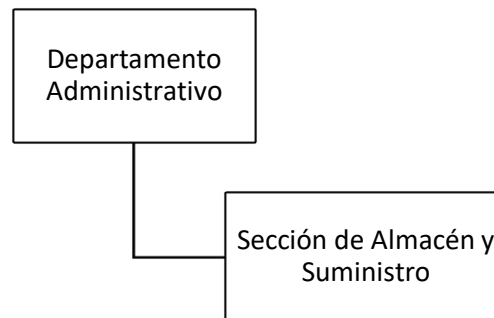 Departamento
Administrativo
Sección de Almacén y
Suministro